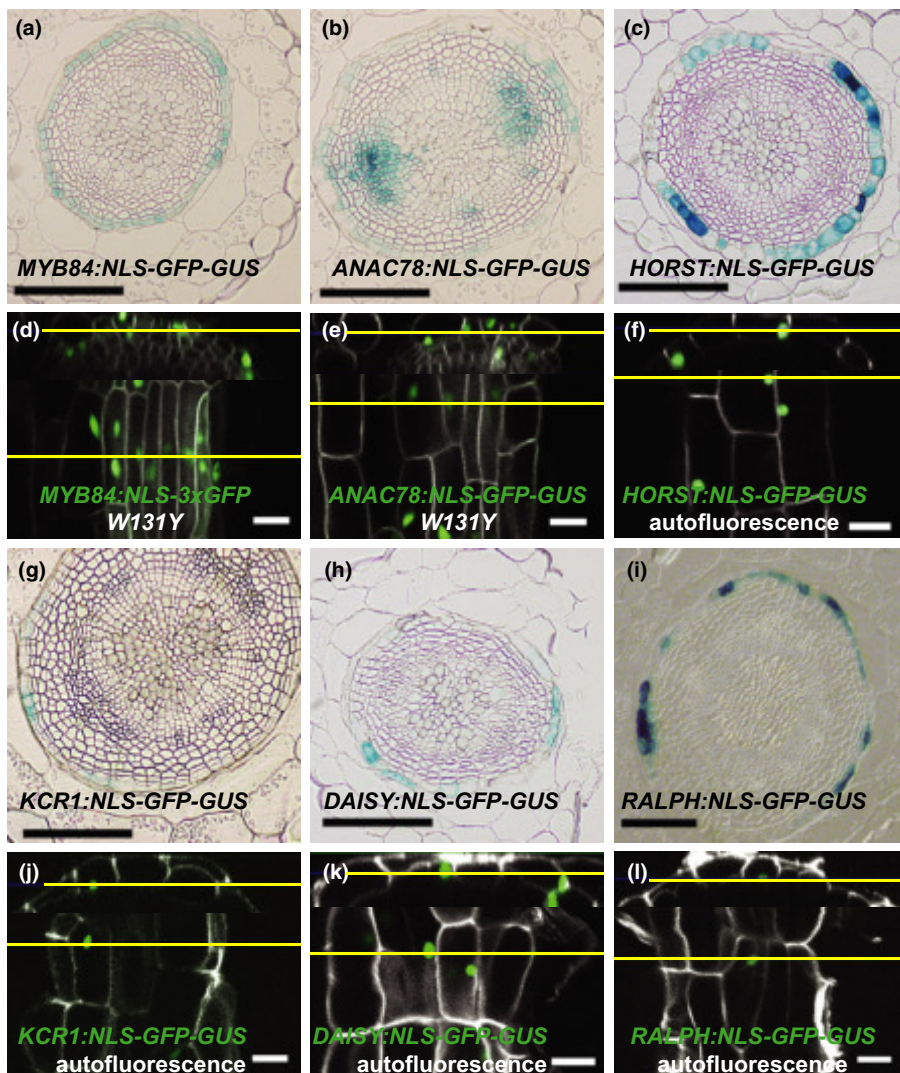 (a)
MYB84:NLS-GFP-GUS
(b)
ANAC78:NLS-GFP-GUS
(c)
HORST:NLS-GFP-GUS
(d)
MYB84:NLS-3xGFP
W131Y
(e)
ANAC78:NLS-GFP-GUS
W131Y
(f)
HORST:NLS-GFP-GUS
autofluorescence
(g)
KCR1:NLS-GFP-GUS
(h)
DAISY:NLS-GFP-GUS
(i)
RALPH:NLS-GFP-GUS
(j)
KCR1:NLS-GFP-GUS
autofluorescence
(k)
DAISY:NLS-GFP-GUS
autofluorescence
(l)
RALPH:NLS-GFP-GUS
autofluorescence